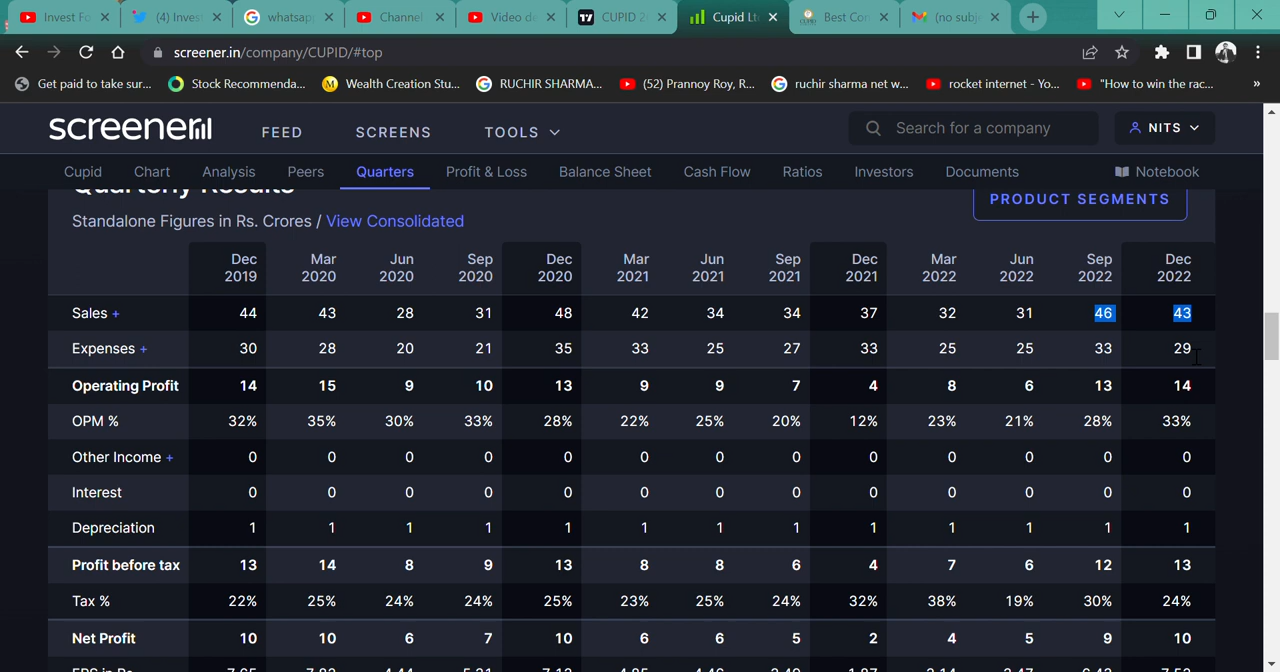 Invest Fo
(4) Invest
whatsapp
Channel
Video de
CUPID 2
Cupid Lt
Best Con
(no subje
screener.in/company/CUPID/#top
Get paid to take sur...
Stock Recommenda...
Wealth Creation Stu...
RUCHIR SHARMA...
(52) Prannoy Roy, R...
ruchir sharma net w...
rocket internet - Yo...
"How to win the rac...
»
screener
FEED
SCREENS
TOOLS
Search for a company
NITS
Cupid Chart Analysis Peers Quarters Profit & Loss Balance Sheet Cash Flow Ratios Investors Documents Notebook
Quarterly Results
PRODUCT SEGMENTS
Standalone Figures in Rs. Crores / View Consolidated
Dec 2019 Mar 2020 Jun 2020 Sep 2020 Dec 2020 Mar 2021 Jun 2021 Sep 2021 Dec 2021 Mar 2022 Jun 2022 Sep 2022 Dec 2022
Sales + 44 43 28 31 48 42 34 34 37 32 31 46 43
Expenses + 30 28 20 21 35 33 25 27 33 25 25 33 29
Operating Profit 14 15 9 10 13 9 9 7 4 8 6 13 14
OPM % 32% 35% 30% 33% 28% 22% 25% 20% 12% 23% 21% 28% 33%
Other Income + 0 0 0 0 0 0 0 0 0 0 0 0 0
Interest 0 0 0 0 0 0 0 0 0 0 0 0 0
Depreciation 1 1 1 1 1 1 1 1 1 1 1 1 1
Profit before tax 13 14 8 9 13 8 8 6 4 7 6 12 13
Tax % 22% 25% 24% 24% 25% 23% 25% 24% 32% 38% 19% 30% 24%
Net Profit 10 10 6 7 10 6 6 5 2 4 5 9 10